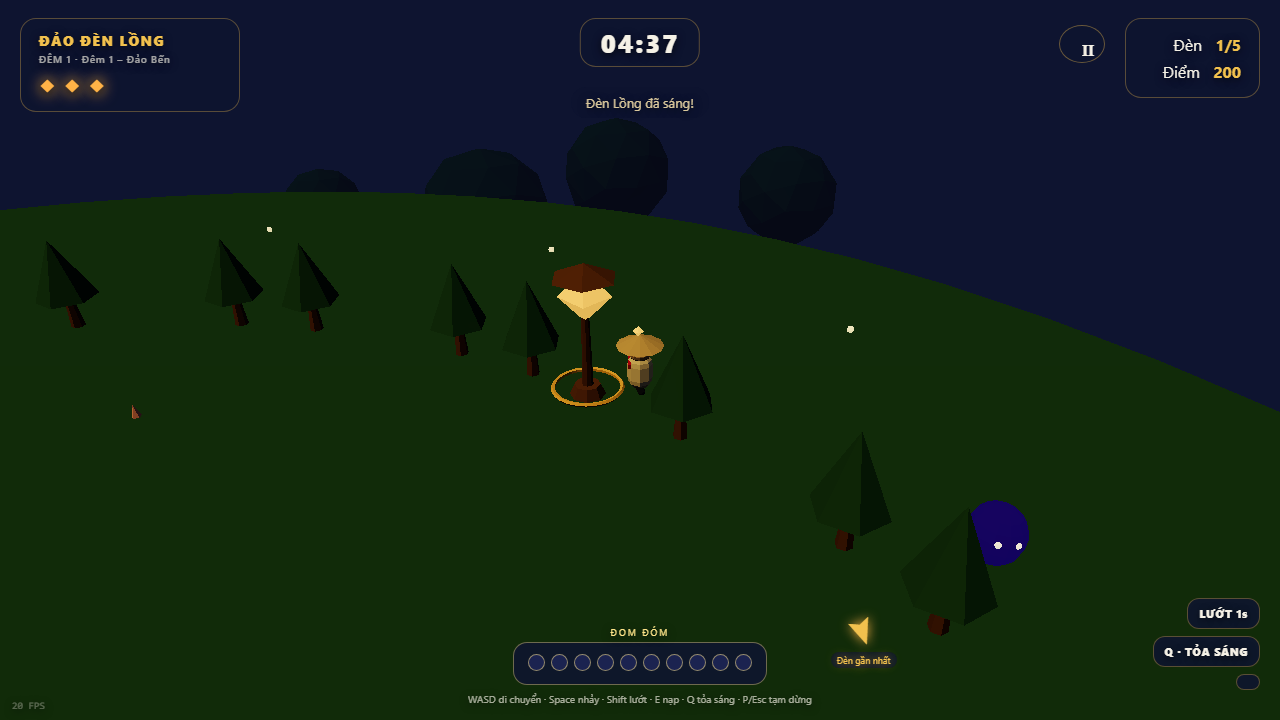 ĐẢO ĐÈN LỒNG
ĐÊM 1 · Đêm 1 – Đảo Bến
04:37
II
Đèn 1/5
Điểm 200
Đèn Lồng đã sáng!
LƯỚT 1s
Q · TỎA SÁNG
ĐOM ĐÓM
Đèn gần nhất
WASD di chuyển · Space nhảy · Shift lướt · E nạp · Q tỏa sáng · P/Esc tạm dừng
20 FPS